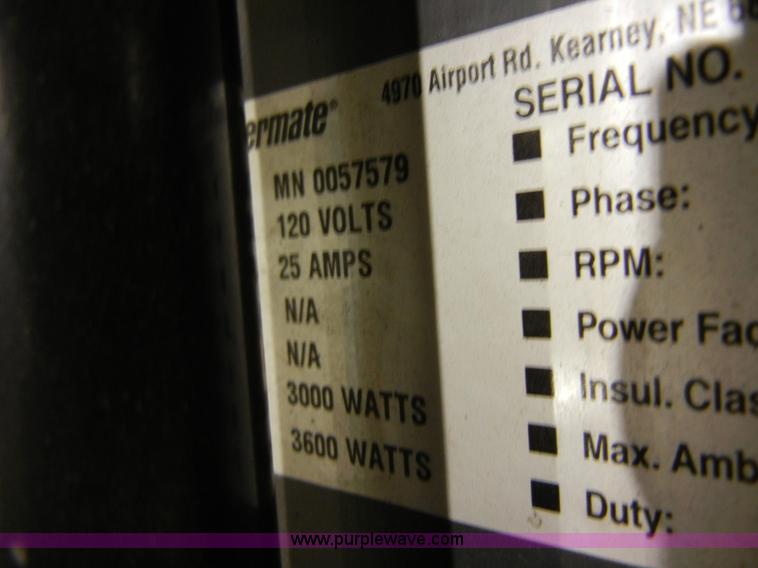 4970 Airport Rd. Kearney, NE
ermate®
SERIAL NO.
MN 0057579
120 VOLTS
25 AMPS
N/A
N/A
3000 WATTS
3600 WATTS
Frequency
Phase:
RPM:
Power Fac
Insul. Clas
Max. Amb
Duty:
www.purplewave.com